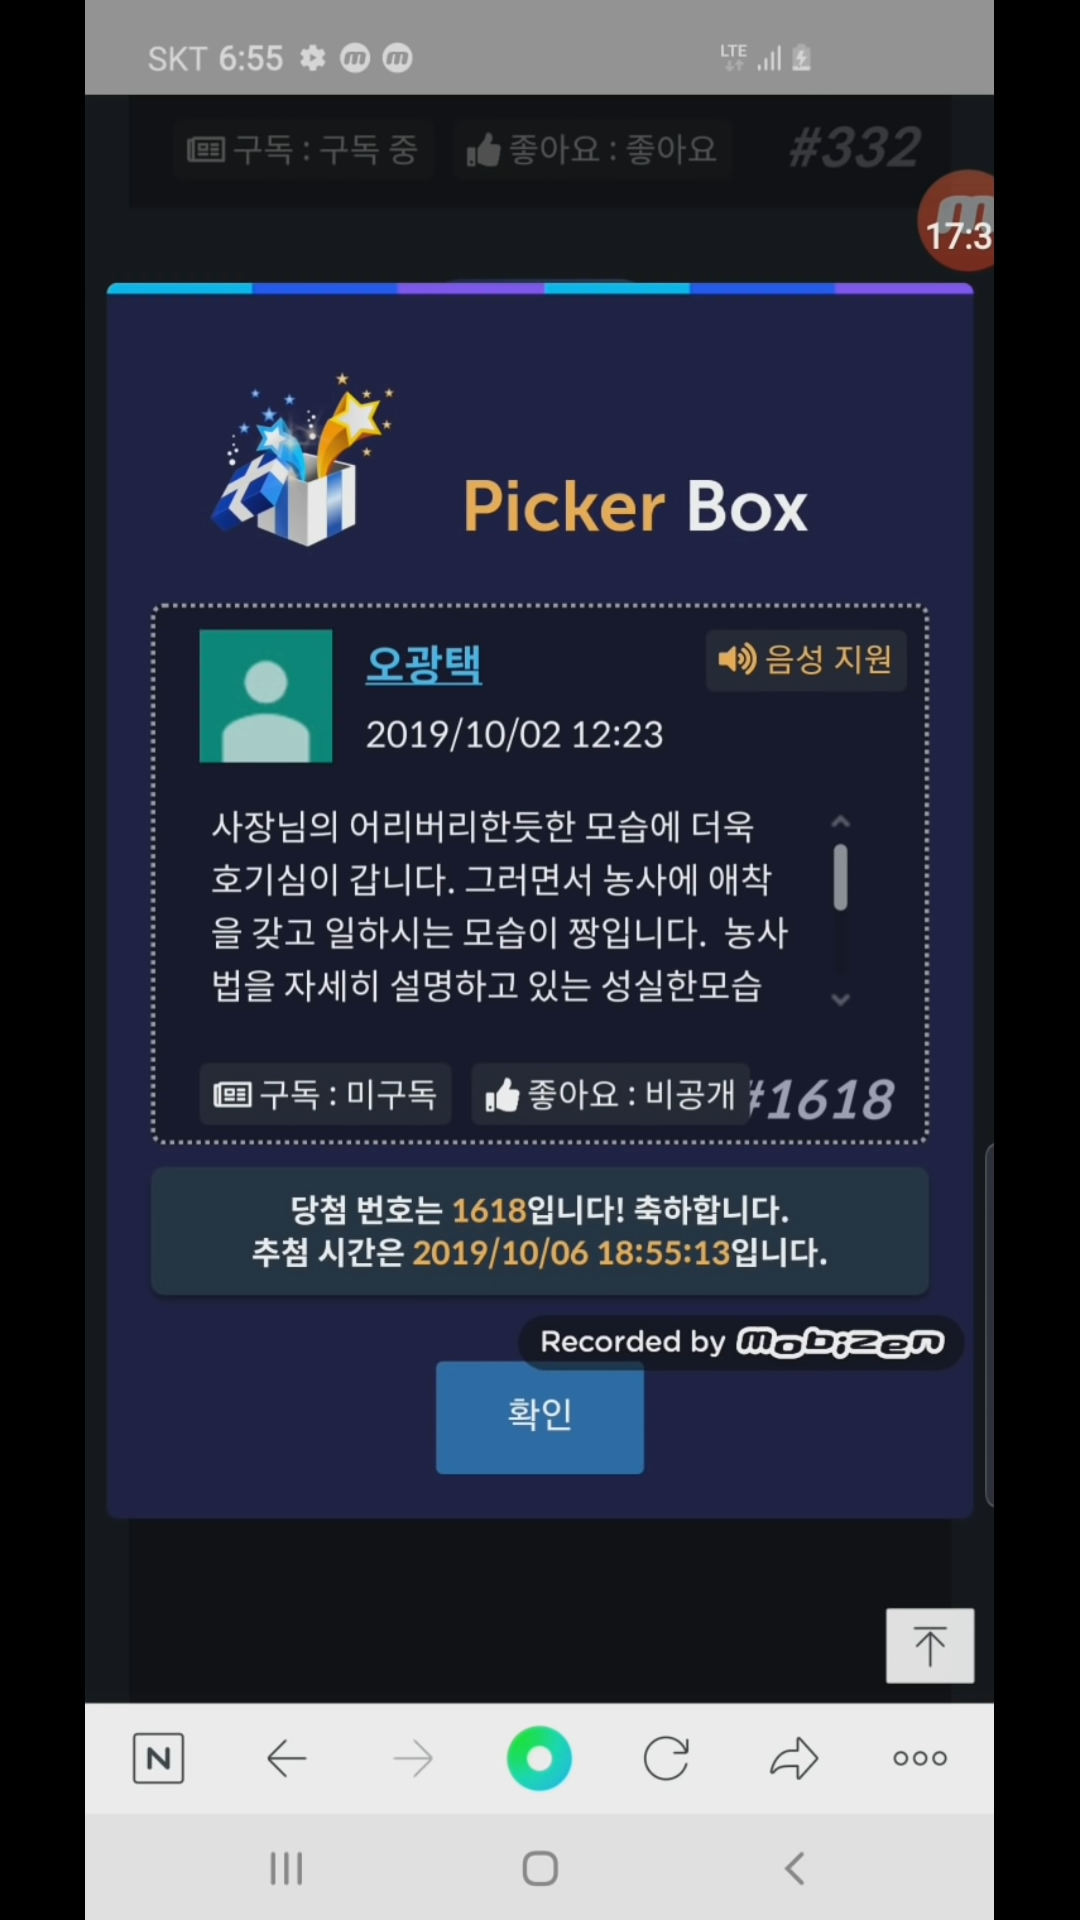 SKT 6:55
LTE
구독 : 구독 중
좋아요 : 좋아요
#332
17:3
Picker Box
오광택
음성 지원
2019/10/02 12:23
사장님의 어리버리한듯한 모습에 더욱
호기심이 갑니다. 그러면서 농사에 애착
을 갖고 일하시는 모습이 짱입니다.  농사
법을 자세히 설명하고 있는 성실한모습
구독 : 미구독
좋아요 : 비공개
#1618
당첨 번호는 1618입니다! 축하합니다.
추첨 시간은 2019/10/06 18:55:13입니다.
Recorded by mobizen
확인
N